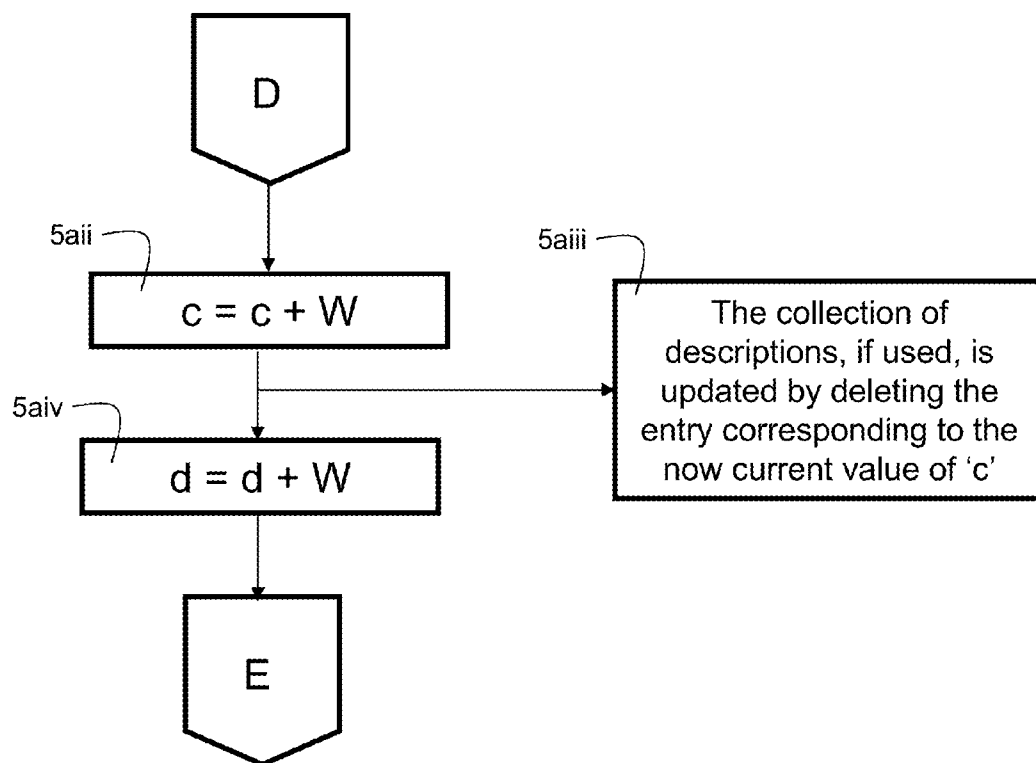 D
5aii
c = c + W
5aiii
The collection of
descriptions, if used, is
updated by deleting the
entry corresponding to the
now current value of ‘c’
5aiv
d = d + W
E